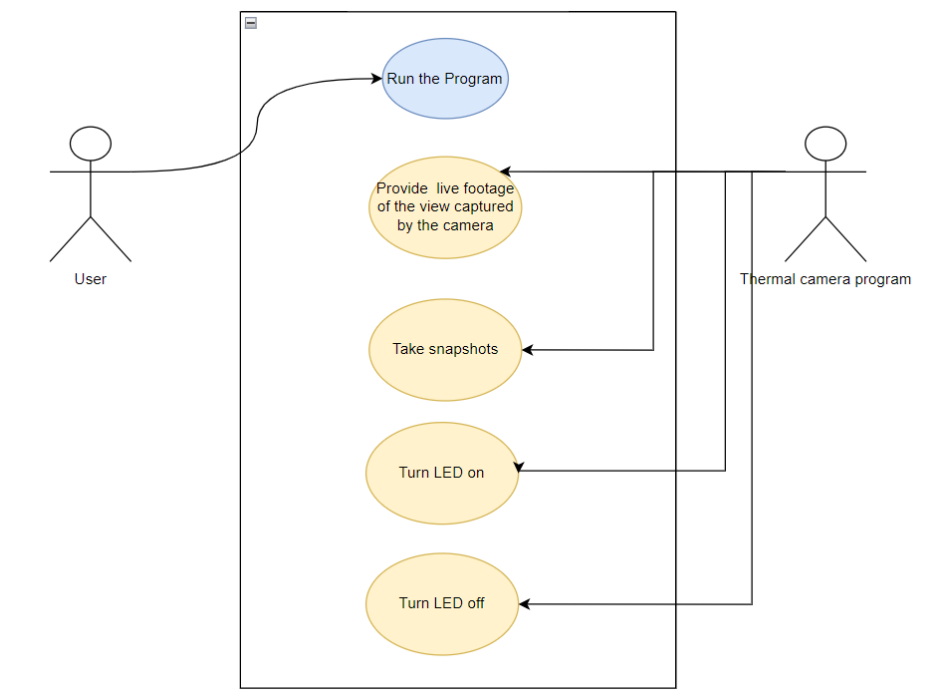 Run the Program
Provide  live footage
of the view captured
by the camera
User
Thermal camera program
Take snapshots
Turn LED on
Turn LED off